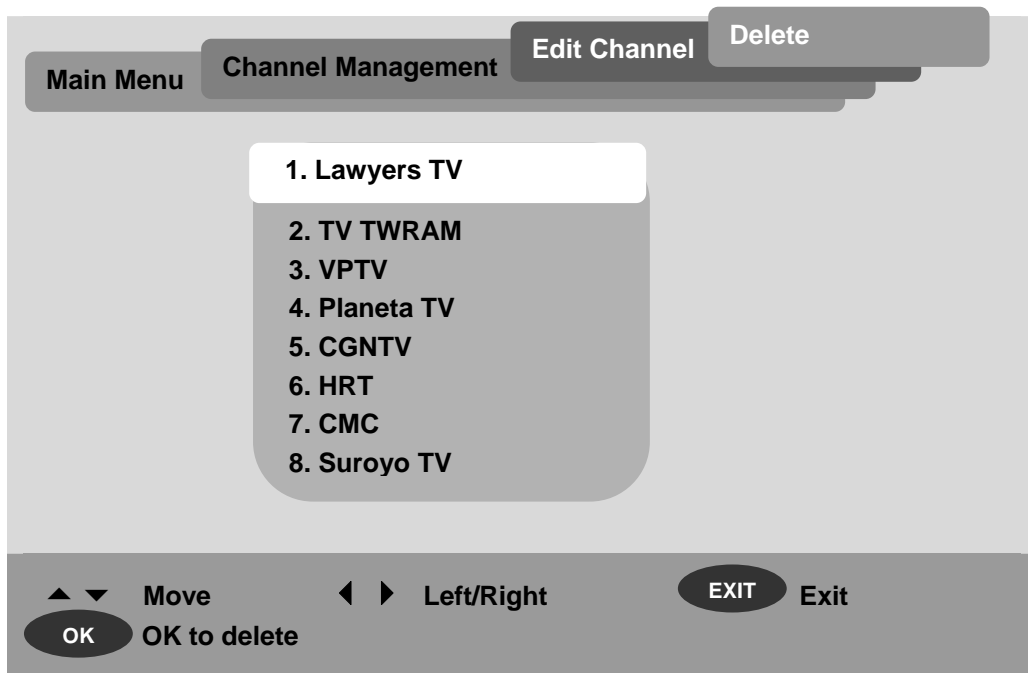 Main Menu
Channel Management
Edit Channel
Delete
1. Lawyers TV
2. TV TWRAM
3. VPTV
4. Planeta TV
5. CGNTV
6. HRT
7. CMC
8. Suroyo TV
Move
Left/Right
EXIT Exit
OK OK to delete